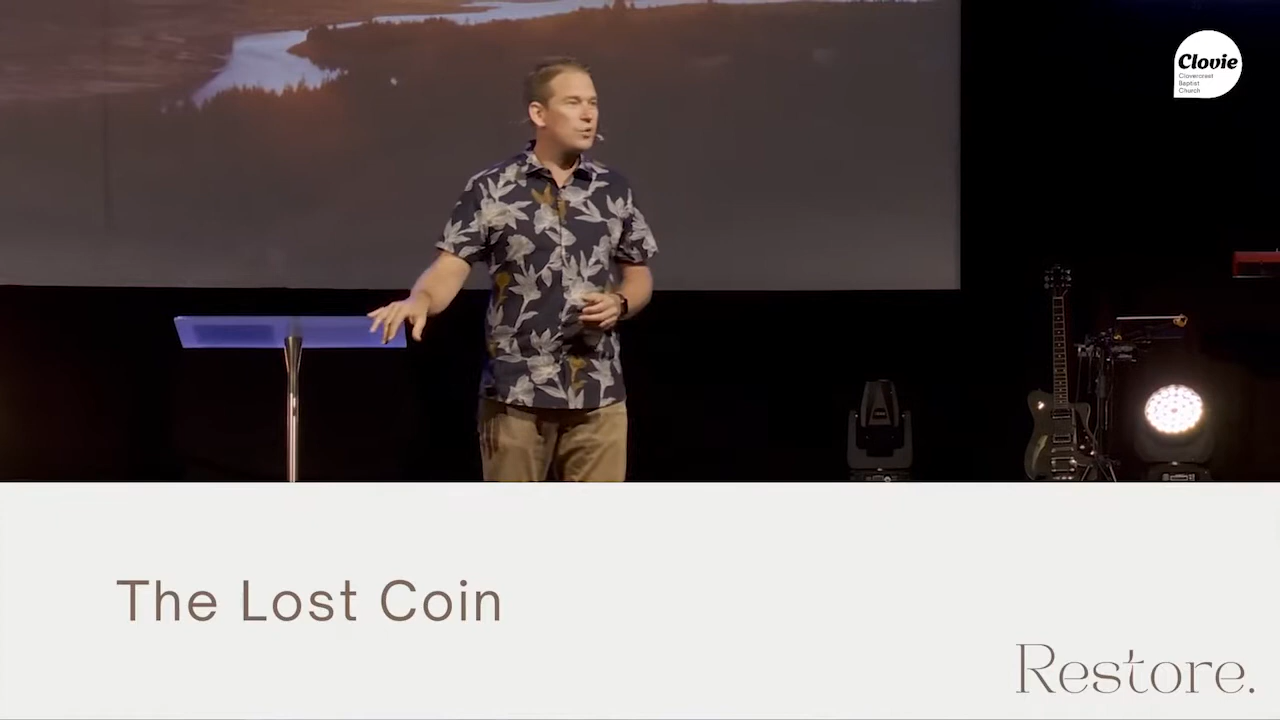 Clovie
Clovercrest
Baptist
Church
The Lost Coin
Restore.